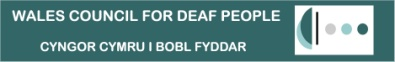 WALES COUNCIL FOR DEAF PEOPLE
CYNGOR CYMRU I BOBL FYDDAR